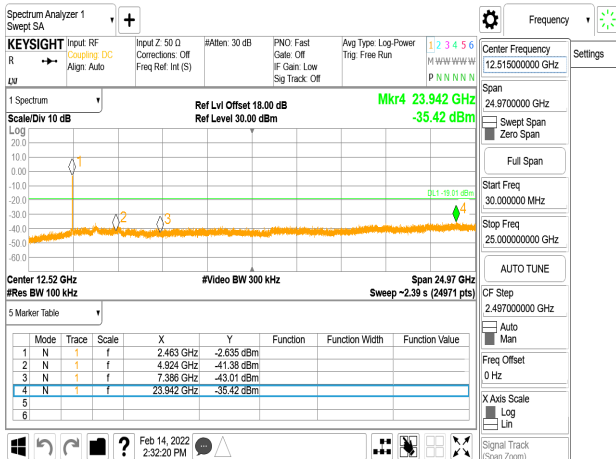 Spectrum Analyzer 1
Swept SA
Frequency
KEYSIGHT
R
Input: RF
Coupling: DC
Align: Auto
Input Z: 50 Ω
Corrections: Off
Freq Ref: Int (S)
#Atten: 30 dB
PNO: Fast
Gate: Off
IF Gain: Low
Sig Track: Off
Avg Type: Log-Power
Trig: Free Run
1 2 3 4 5 6
M W W W W W
P N N N N N
LXI
1 Spectrum
Scale/Div 10 dB
Ref Lvl Offset 18.00 dB
Ref Level 30.00 dBm
Mkr4 23.942 GHz
-35.42 dBm
Log
20.0
10.0
0.00
-10.0
-20.0
-30.0
-40.0
-50.0
-60.0
1
2
3
4
DL1 -19.01 dBm
Center 12.52 GHz
#Res BW 100 kHz
#Video BW 300 kHz
Span 24.97 GHz
Sweep ~2.39 s (24971 pts)
5 Marker Table
Mode Trace Scale X Y Function Function Width Function Value
1 N 1 f 2.463 GHz -2.635 dBm
2 N 1 f 4.924 GHz -41.38 dBm
3 N 1 f 7.386 GHz -43.01 dBm
4 N 1 f 23.942 GHz -35.42 dBm
5
6
Feb 14, 2022
2:32:20 PM
Center Frequency
12.515000000 GHz
Settings
Span
24.9700000 GHz
Swept Span
Zero Span
Full Span
Start Freq
30.000000 MHz
Stop Freq
25.000000000 GHz
AUTO TUNE
CF Step
2.497000000 GHz
Auto
Man
Freq Offset
0 Hz
X Axis Scale
Log
Lin
Signal Track
(Span Zoom)